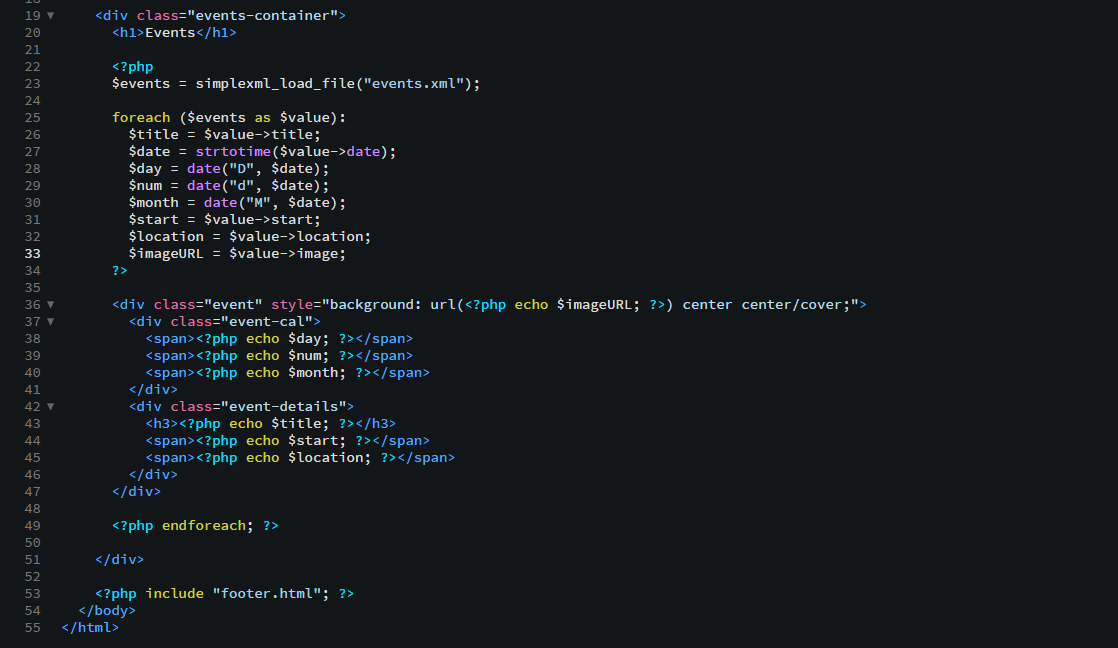 19 ▼ <div class="events-container">
20 <h1>Events</h1>
21
22 <?php
23 $events = simplexml_load_file("events.xml");
24
25 foreach ($events as $value):
26 $title = $value->title;
27 $date = strtotime($value->date);
28 $day = date("D", $date);
29 $num = date("d", $date);
30 $month = date("M", $date);
31 $start = $value->start;
32 $location = $value->location;
33 $imageURL = $value->image;
34 ?>
35
36 ▼ <div class="event" style="background: url(<?php echo $imageURL; ?>) center center/cover;">
37 ▼ <div class="event-cal">
38 <span><?php echo $day; ?></span>
39 <span><?php echo $num; ?></span>
40 <span><?php echo $month; ?></span>
41 </div>
42 ▼ <div class="event-details">
43 <h3><?php echo $title; ?></h3>
44 <span><?php echo $start; ?></span>
45 <span><?php echo $location; ?></span>
46 </div>
47 </div>
48
49 <?php endforeach; ?>
50
51 </div>
52
53 <?php include "footer.html"; ?>
54 </body>
55 </html>